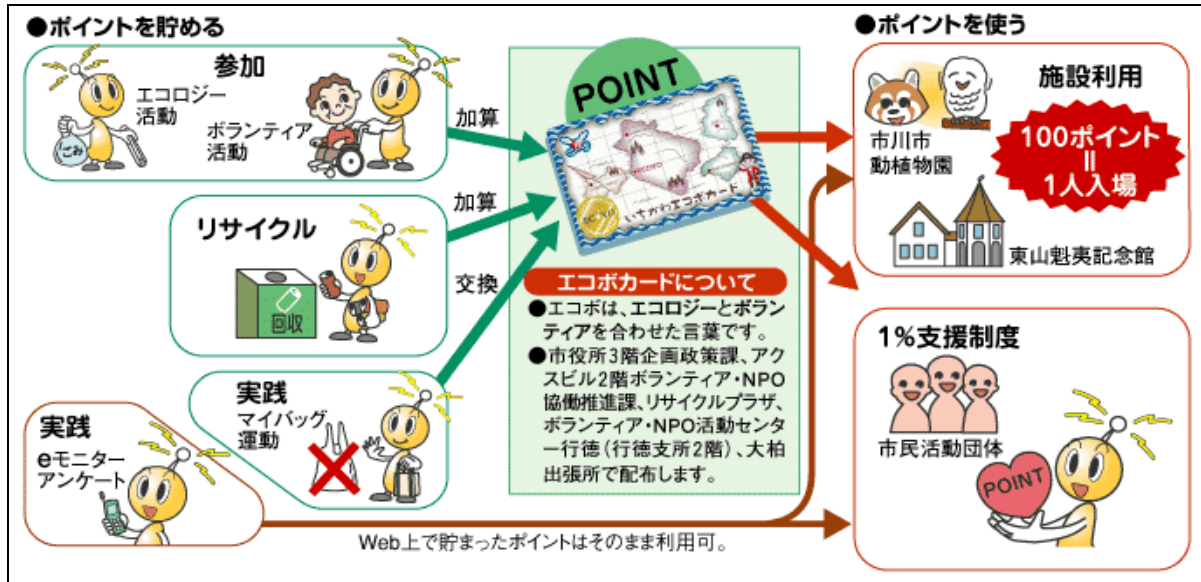 ●ポイントを貯める
参加
エコロジー
活動
ごみ
ボランティア
活動
加算
リサイクル
回収
加算
実践
マイバッグ
運動
交換
実践
eモニター
アンケート
POINT
いちかわエコボカード
エコボカードについて
●エコボは、エコロジーとボラン
ティアを合わせた言葉です。
●市役所3階企画政策課、アク
スビル2階ボランティア・NPO
協働推進課、リサイクルプラザ、
ボランティア・NPO活動センタ
ー行徳(行徳支所2階)、大柏
出張所で配布します。
Web上で貯まったポイントはそのまま利用可。
●ポイントを使う
施設利用
市川市
動植物園
100ポイント
=
1人入場
東山魁夷記念館
1%支援制度
市民活動団体
POINT